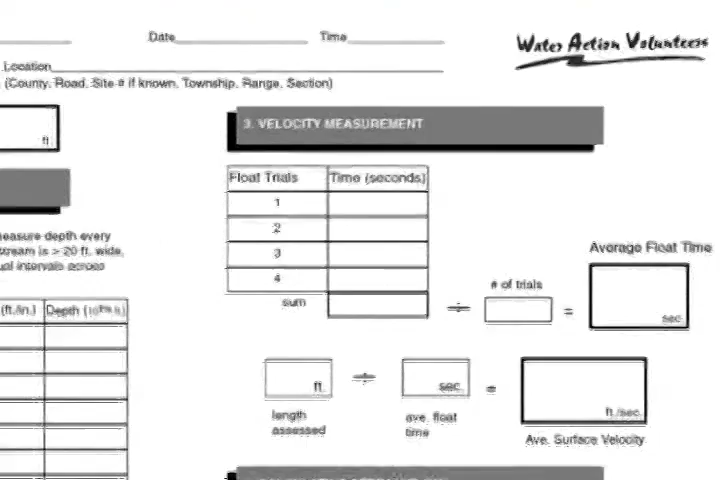 Date Time
Water Action Volunteers
Location
(County, Road, Site # if known, Township, Range, Section)
ft.
3. VELOCITY MEASUREMENT
Float Trials Time (seconds)
1
2
3
4
sum
easure depth every
tream is > 20 ft. wide,
ual intervals across
Average Float Time
# of trials
÷ =
sec.
(ft./in.) Depth
ft. ÷ sec. = ft./sec.
length
assessed
ave. float
time
Ave. Surface Velocity